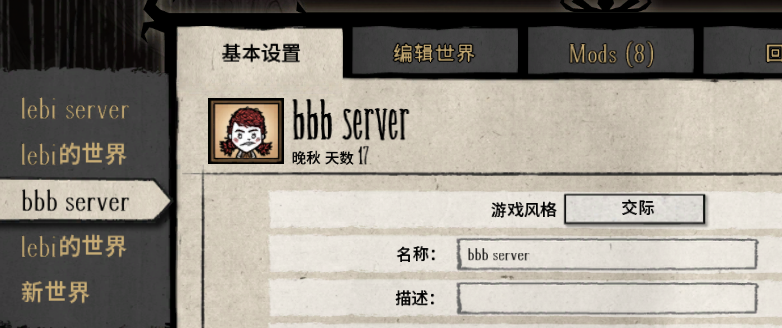 基本设置
编辑世界
Mods (8)
回
lebi server
lebi的世界
bbb server
lebi的世界
新世界
bbb server
晚秋 天数 17
游戏风格 交际
名称: bbb server
描述: